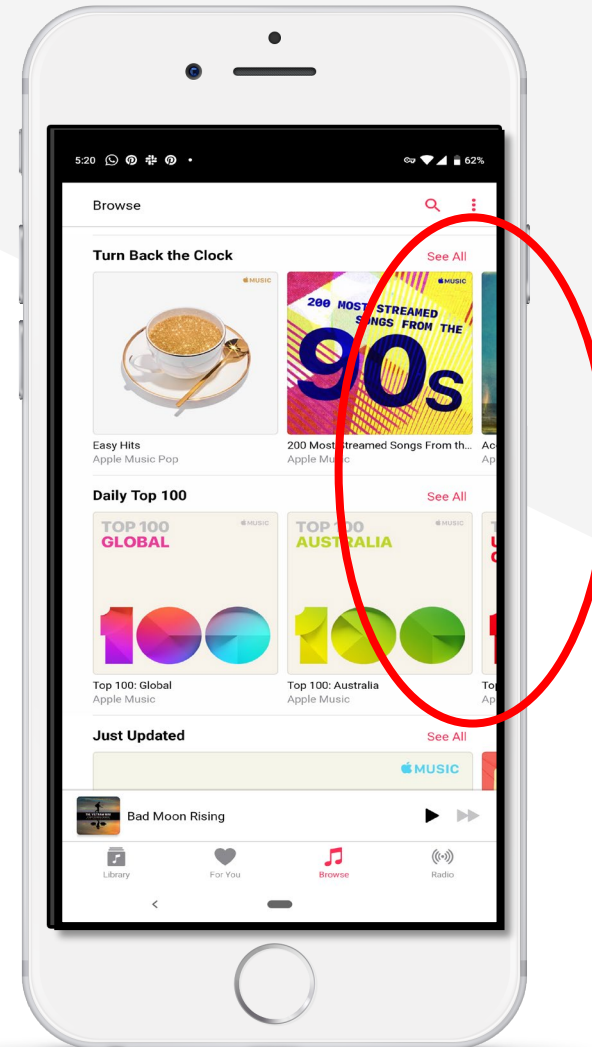 5:20
62%
Browse
Turn Back the Clock
See All
MUSIC
MUSIC
200 MOST STREAMED
SONGS FROM THE
90s
Easy Hits
200 Most Streamed Songs From th...
Apple Music Pop
Apple Music
Daily Top 100
See All
TOP 100
GLOBAL
MUSIC
100
TOP 100
AUSTRALIA
MUSIC
100
Top 100: Global
Top 100: Australia
Top
Apple Music
Apple Music
Just Updated
See All
MUSIC
Bad Moon Rising
Library
For You
Browse
Radio